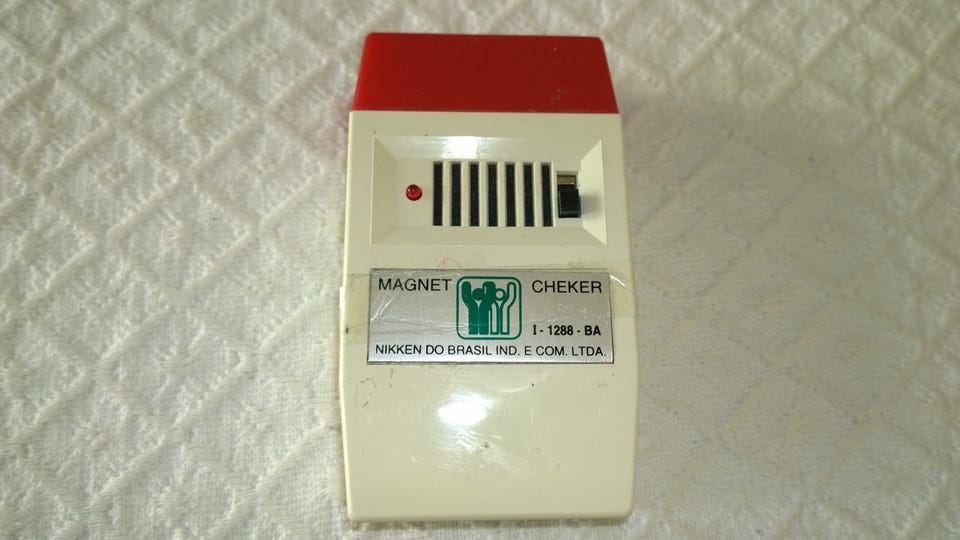 MAGNET CHEKER
I - 1288 - BA
NIKKEN DO BRASIL IND. E COM. LTDA.